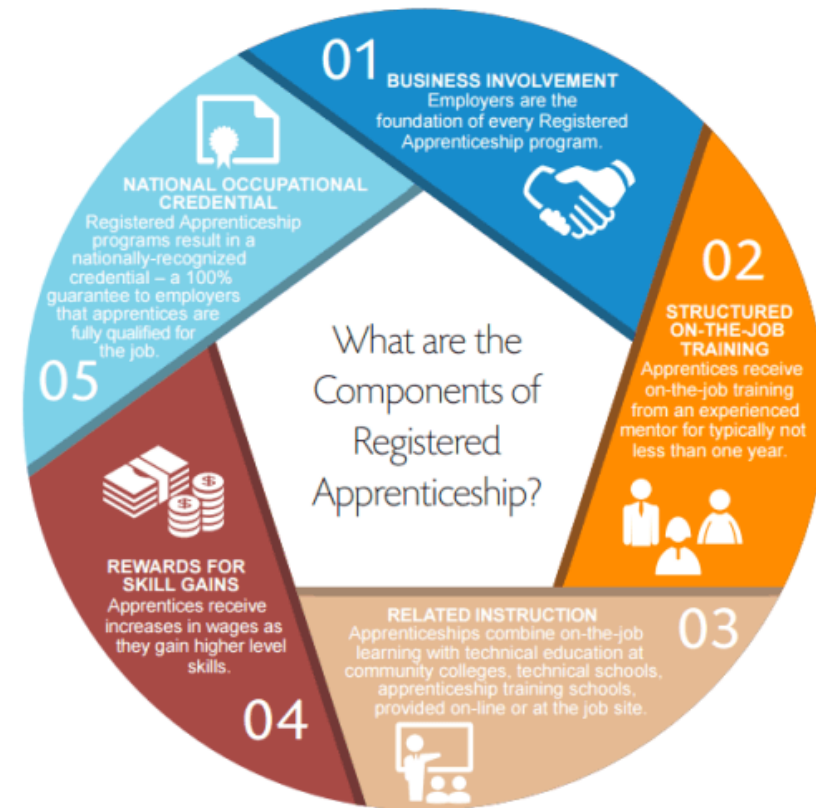 01
BUSINESS INVOLVEMENT
Employers are the
foundation of every Registered
Apprenticeship program.
02
STRUCTURED
ON-THE-JOB
TRAINING
Apprentices receive
on-the-job training
from an experienced
mentor for typically not
less than one year.
RELATED INSTRUCTION
Apprenticeships combine on-the-job
learning with technical education at
community colleges, technical schools,
apprenticeship training schools,
provided on-line or at the job site.
03
REWARDS FOR
SKILL GAINS
Apprentices receive
increases in wages as
they gain higher level
skills.
04
NATIONAL OCCUPATIONAL
CREDENTIAL
Registered Apprenticeship
programs result in a
nationally-recognized
credential – a 100%
guarantee to employers
that apprentices are
fully qualified for
the job.
05
What are the
Components of
Registered
Apprenticeship?
$
$